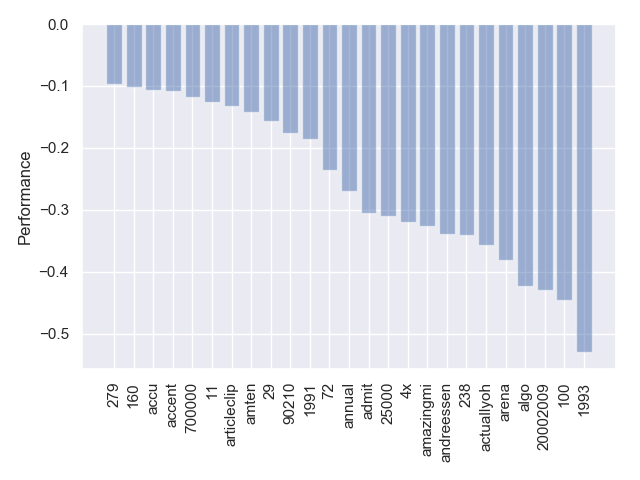 0.0
−0.1
−0.2
−0.3
−0.4
−0.5
Performance
279
160
accu
accent
700000
11
articleclip
amten
29
90210
1991
72
annual
admit
25000
4x
amazingmi
andreessen
238
actuallyoh
arena
algo
20002009
100
1993